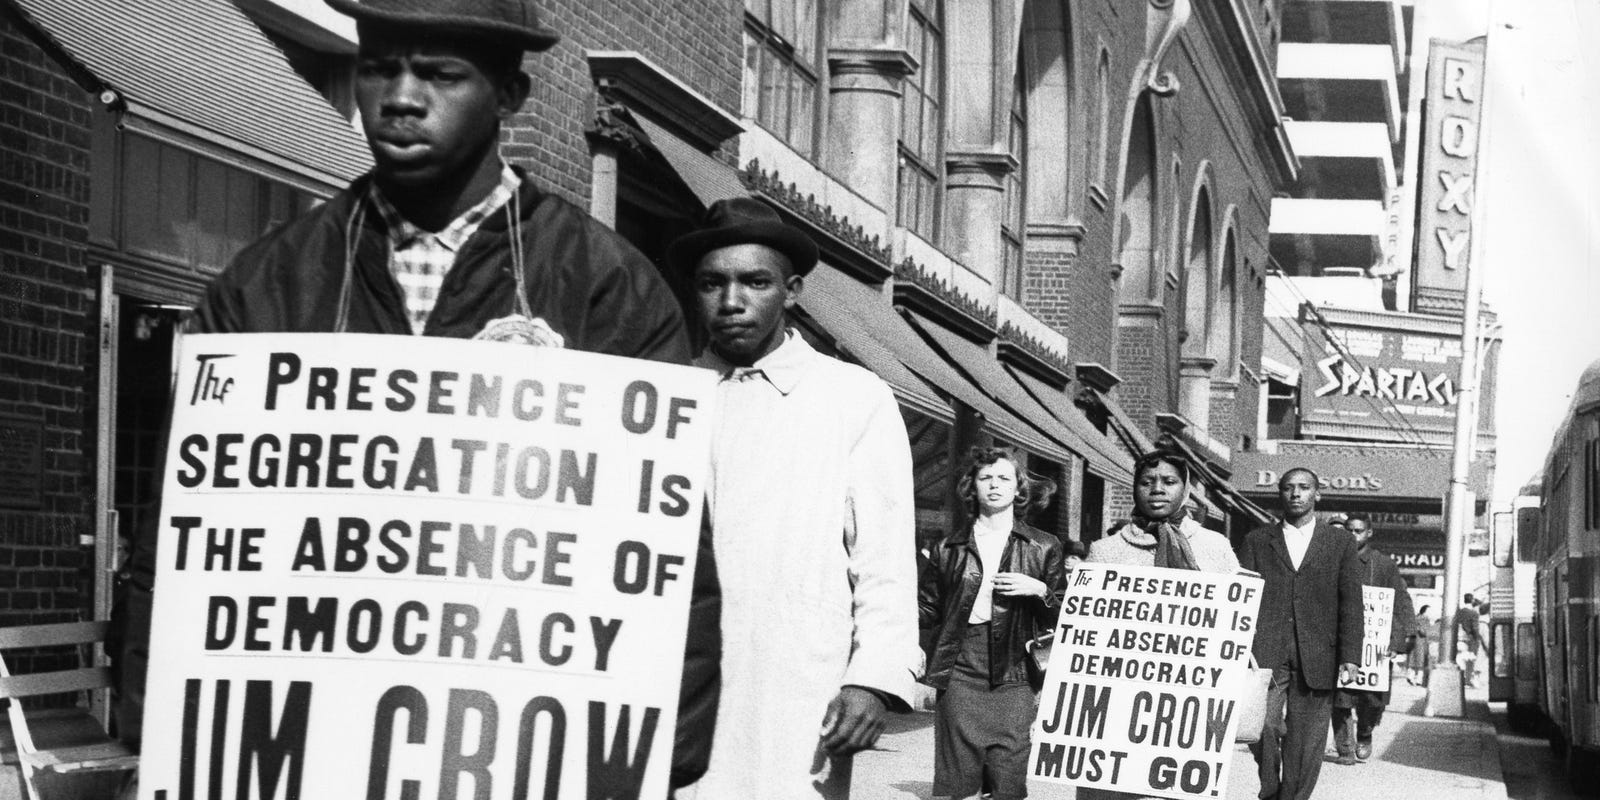 The PRESENCE OF
SEGREGATION IS
THE ABSENCE OF
DEMOCRACY
JIM CROW
ROXY
SPARTACU
The PRESENCE OF
SEGREGATION IS
THE ABSENCE OF
DEMOCRACY
JIM CROW
MUST GO!
GO